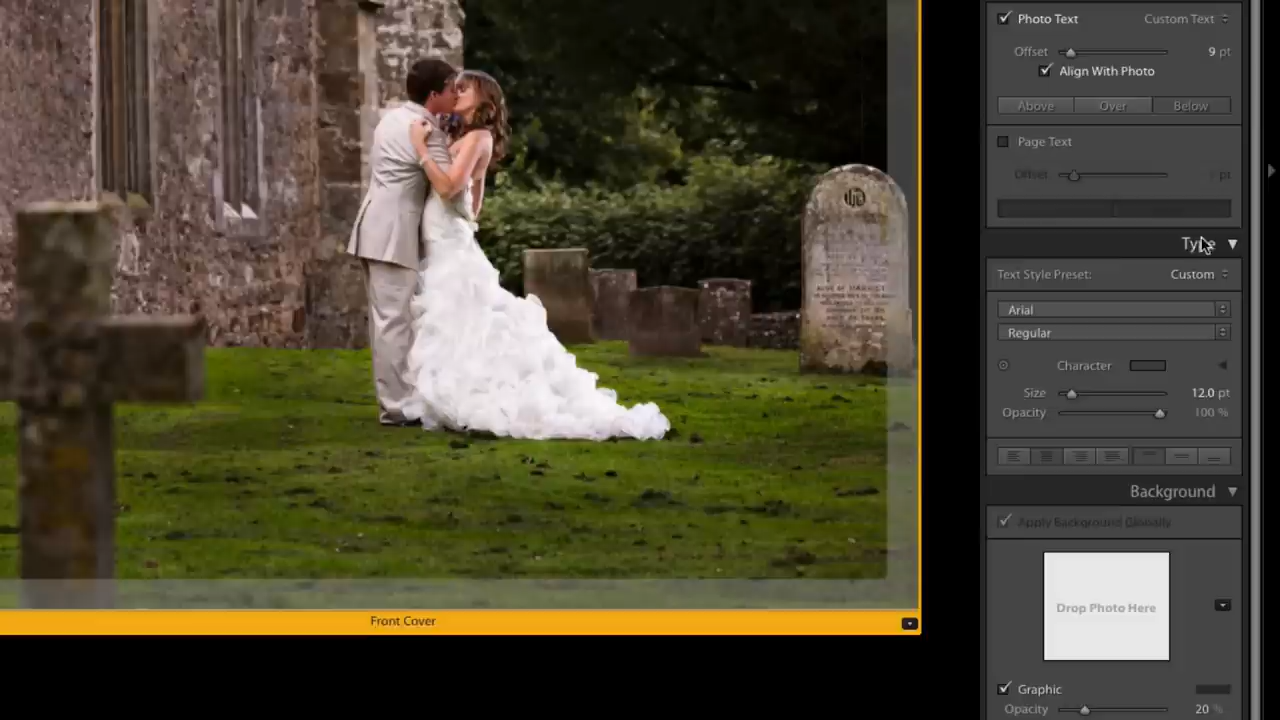 Photo Text Custom Text
Offset 9 pt
Align With Photo
Above Over Below
Page Text
Offset pt
Type
Text Style Preset: Custom
Arial
Regular
Character
Size 12.0 pt
Opacity 100 %
Background
Apply Background Globally
Drop Photo Here
Graphic
Opacity 20 %
Front Cover